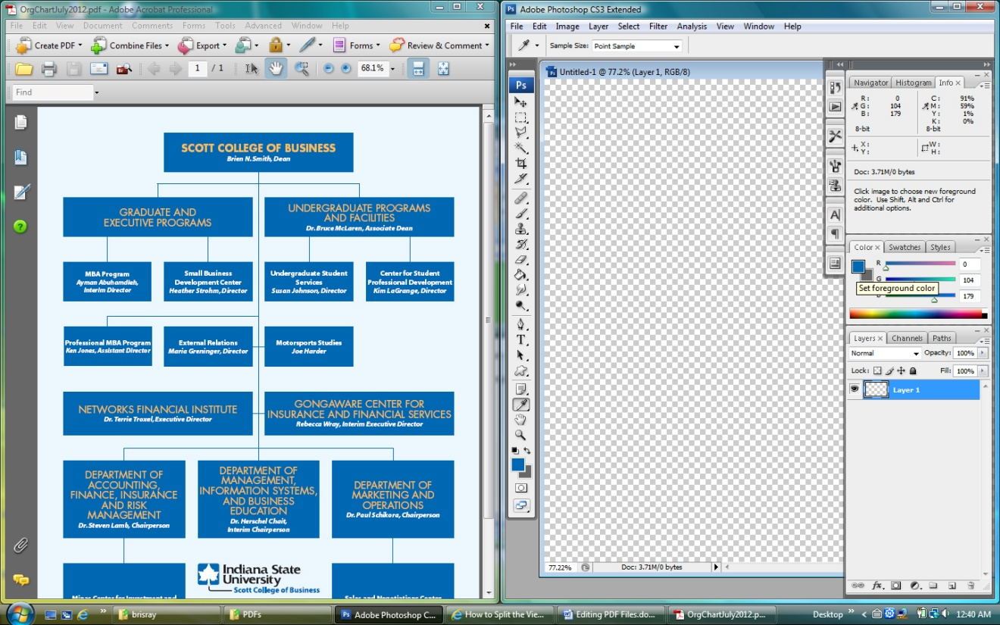 OrgChartJuly2012.pdf - Adobe Acrobat Professional
File Edit View Document Comments Forms Tools Advanced Window Help
Create PDF Combine Files Export Forms Review & Comment
1 / 1 68.1%
Find
SCOTT COLLEGE OF BUSINESS
Brien N. Smith, Dean
GRADUATE AND
EXECUTIVE PROGRAMS
UNDERGRADUATE PROGRAMS
AND FACILITIES
Dr. Bruce McLaren, Associate Dean
MBA Program
Ayman Abuhamdieh,
Interim Director
Small Business
Development Center
Heather Strohm, Director
Undergraduate Student
Services
Susan Johnson, Director
Center for Student
Professional Development
Kim LaGrange, Director
Professional MBA Program
Ken Jones, Assistant Director
External Relations
Maria Greninger, Director
Motorsports Studies
Joe Harder
NETWORKS FINANCIAL INSTITUTE
Dr. Terrie Troxel, Executive Director
GONGAWARE CENTER FOR
INSURANCE AND FINANCIAL SERVICES
Rebecca Wray, Interim Executive Director
DEPARTMENT OF
ACCOUNTING,
FINANCE, INSURANCE
AND RISK
MANAGEMENT
Dr. Steven Lamb, Chairperson
DEPARTMENT OF
MANAGEMENT,
INFORMATION SYSTEMS,
AND BUSINESS
EDUCATION
Dr. Herschel Chait,
Interim Chairperson
DEPARTMENT OF
MARKETING AND
OPERATIONS
Dr. Paul Schikora, Chairperson
Indiana State
University
Scott College of Business
Minas Center for Investment and
Sales and Negotiations Center
Ps Adobe Photoshop CS3 Extended
File Edit Image Layer Select Filter Analysis View Window Help
Sample Size: Point Sample
Untitled-1 @ 77.2% (Layer 1, RGB/8)
Ps
77.22% Doc: 3.71M/0 bytes
Navigator Histogram Info
R: 0 C: 91%
G: 104 M: 59%
B: 179 Y: 1%
K: 0%
8-bit 8-bit
X: W:
Y: H:
Doc: 3.71M/0 bytes
Click image to choose new foreground
color. Use Shift, Alt and Ctrl for
additional options.
Color Swatches Styles
R 0
G 104
Set foreground color
179
Layers Channels Paths
Normal Opacity: 100%
Lock: Fill: 100%
Layer 1
brisray PDFs Ps Adobe Photoshop C... How to Split the Vie... Editing PDF Files.do... OrgChartJuly2012.p... Desktop 12:40 AM